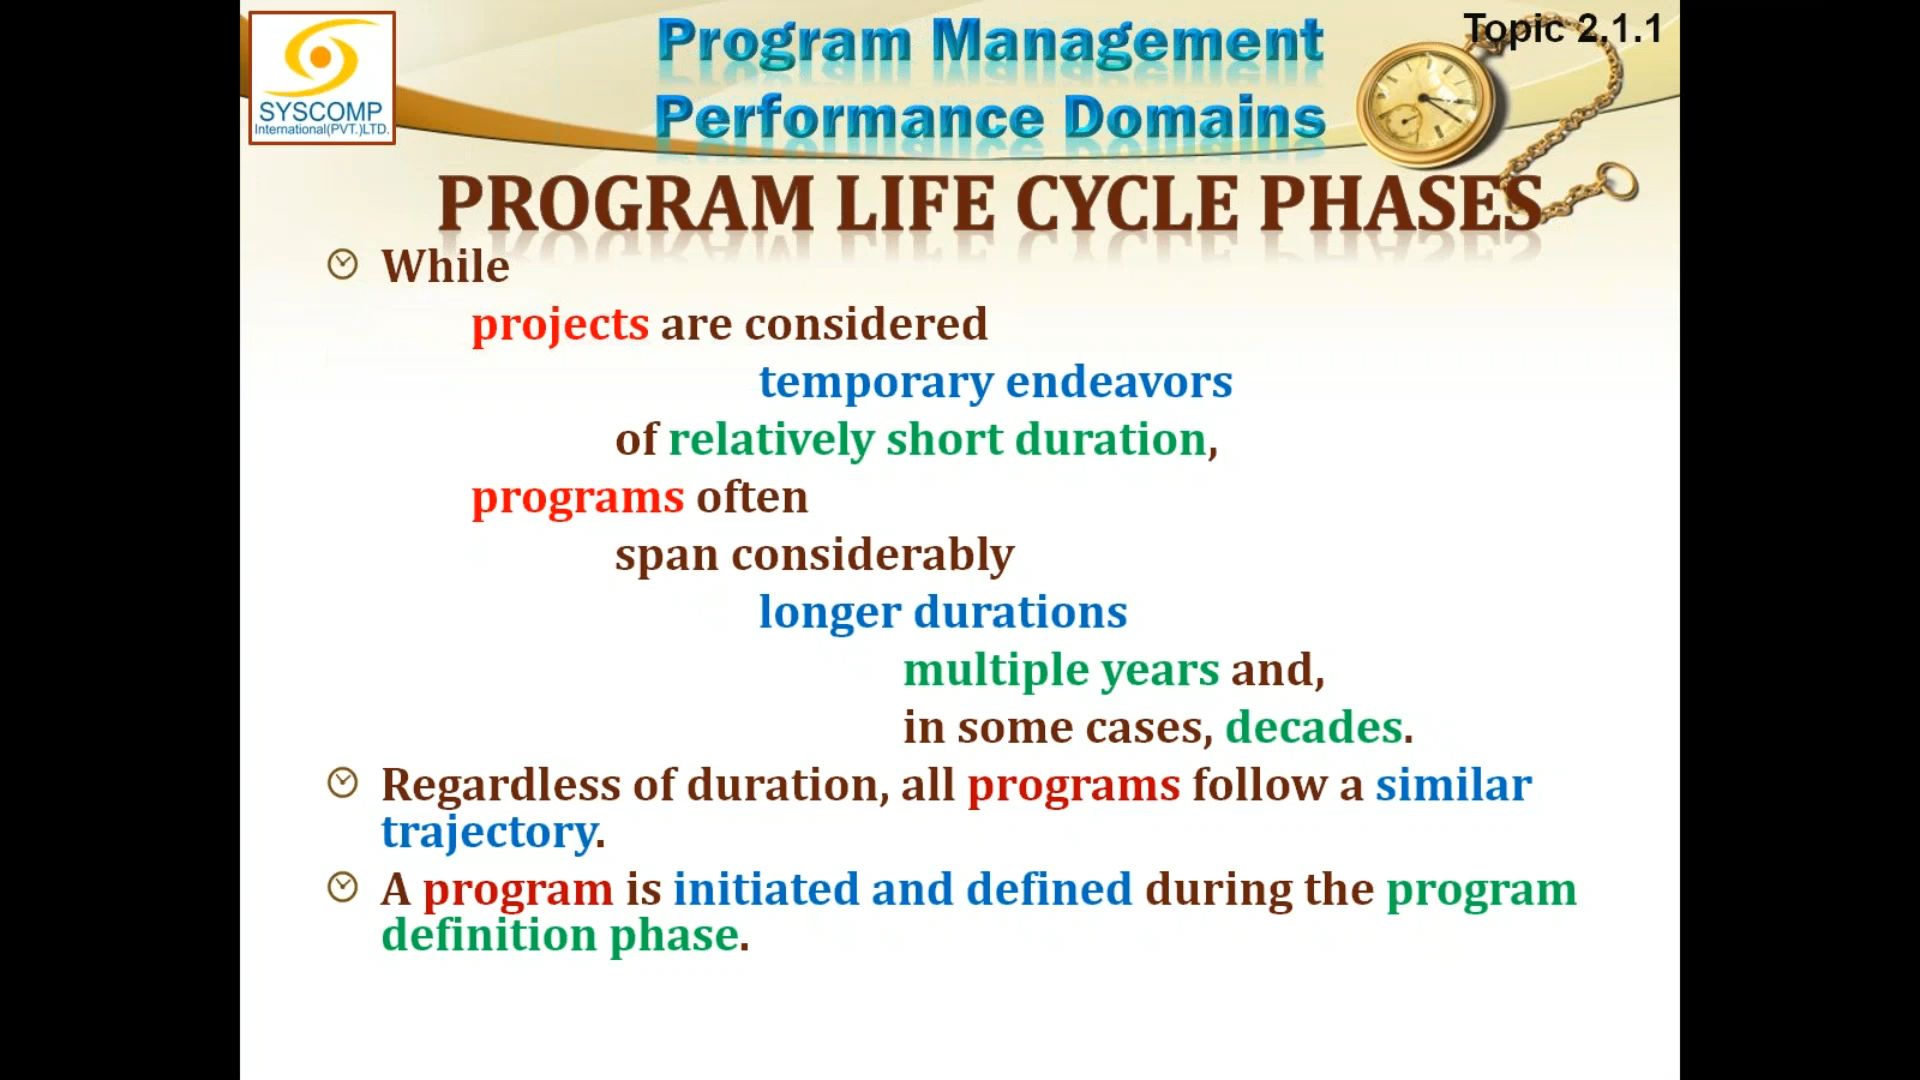 Topic 2.1.1
SYSCOMP
International(PVT.)LTD.
Program Management
Performance Domains
PROGRAM LIFE CYCLE PHASES
While
projects are considered
temporary endeavors
of relatively short duration,
programs often
span considerably
longer durations
multiple years and,
in some cases, decades.
Regardless of duration, all programs follow a similar
trajectory.
A program is initiated and defined during the program
definition phase.